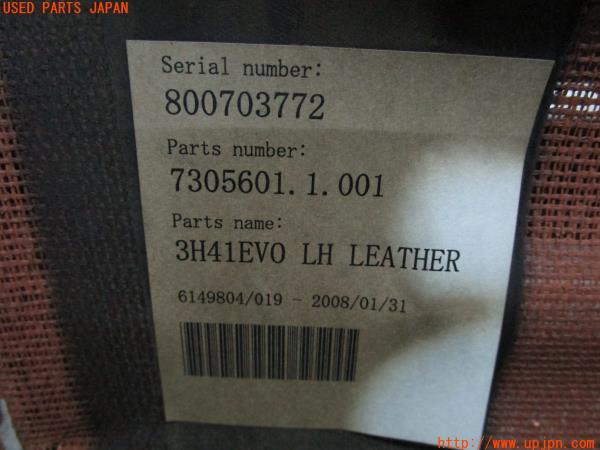 USED PARTS JAPAN
Serial number:
800703772
Parts number:
7305601.1.001
Parts name:
3H41EVO LH LEATHER
6149804/019 - 2008/01/31
http://www.upjpn.com/